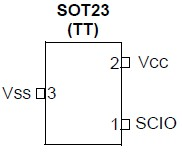 SOT23
(TT)
2 Vcc
Vss 3
1 SCIO